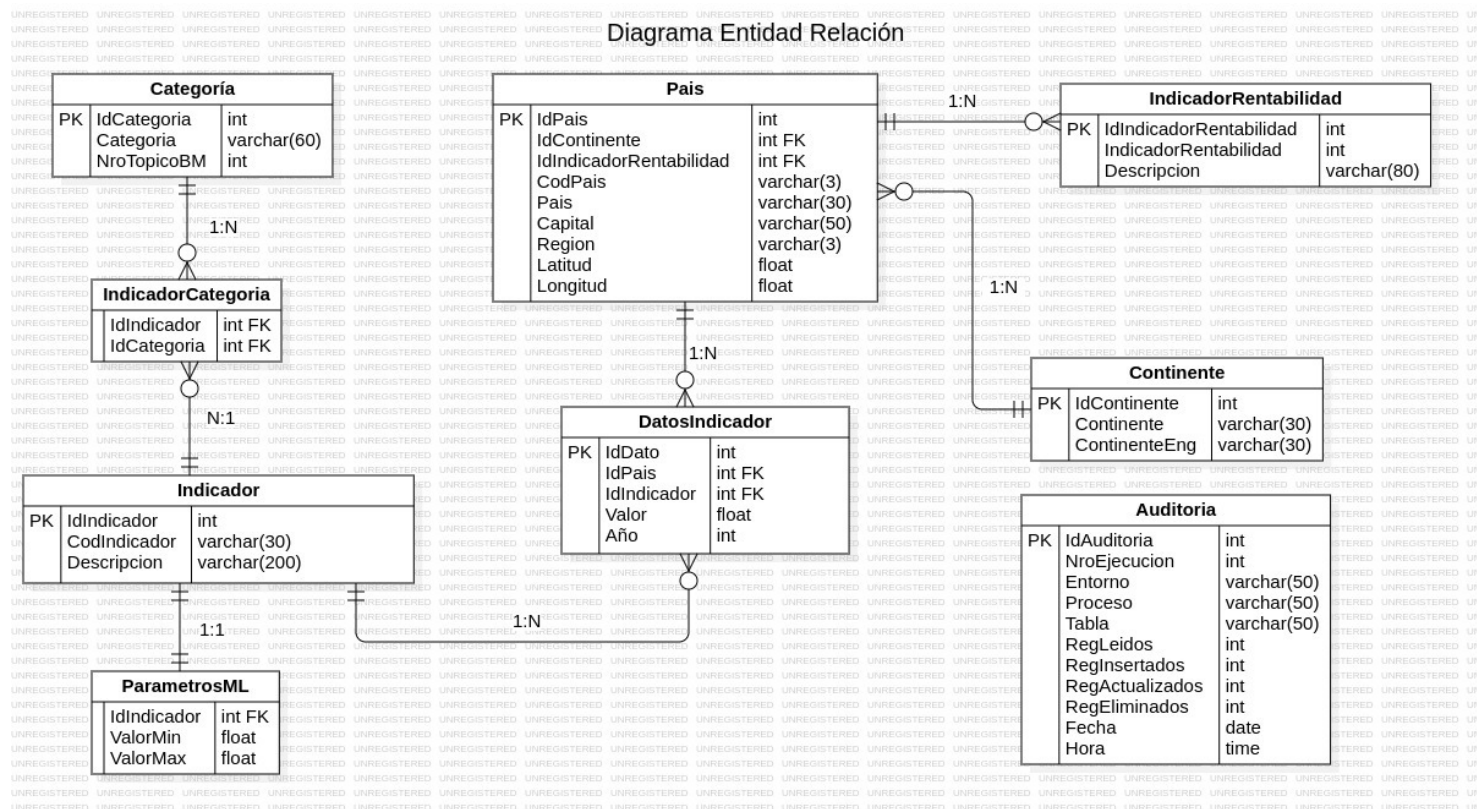 Diagrama Entidad Relación
Categoría
PK IdCategoria int
Categoria varchar(60)
NroTopicoBM int
1:N
IndicadorCategoria
IdIndicador int FK
IdCategoria int FK
N:1
Indicador
PK IdIndicador int
CodIndicador varchar(30)
Descripcion varchar(200)
1:1
ParametrosML
IdIndicador int FK
ValorMin float
ValorMax float
Pais
PK IdPais int
IdContinente int FK
IdIndicadorRentabilidad int FK
CodPais varchar(3)
Pais varchar(30)
Capital varchar(50)
Region varchar(3)
Latitud float
Longitud float
1:N
DatosIndicador
PK IdDato int
IdPais int FK
IdIndicador int FK
Valor float
Año int
1:N
1:N
IndicadorRentabilidad
PK IdIndicadorRentabilidad int
IndicadorRentabilidad int
Descripcion varchar(80)
1:N
Continente
PK IdContinente int
Continente varchar(30)
ContinenteEng varchar(30)
Auditoria
PK IdAuditoria int
NroEjecucion int
Entorno varchar(50)
Proceso varchar(50)
Tabla varchar(50)
RegLeidos int
RegInsertados int
RegActualizados int
RegEliminados int
Fecha date
Hora time
UNREGISTERED